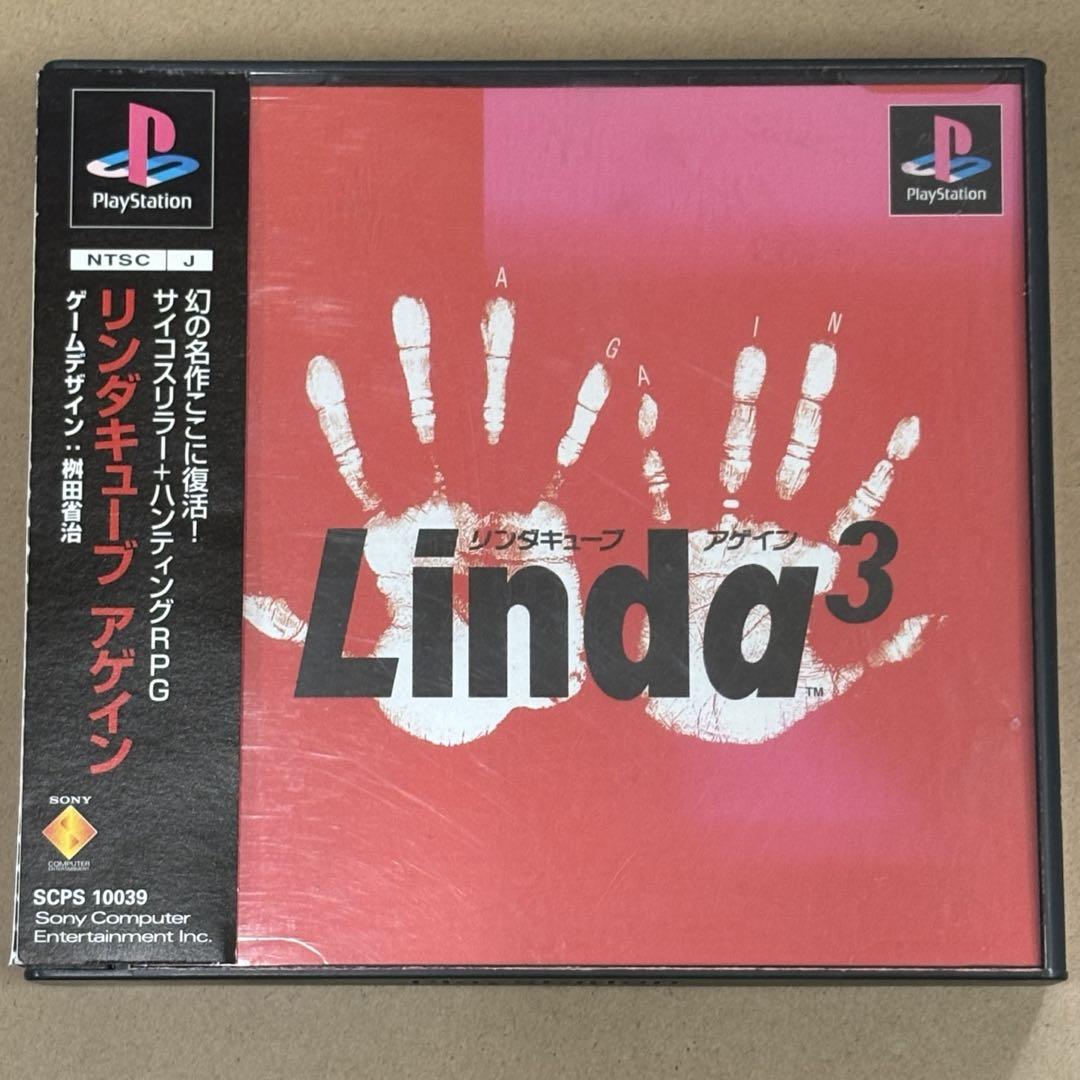 PlayStation
NTSC J
幻の名作ここに復活!
サイコスリラー+ハンティングRPG
リンダキューブ アゲイン
ゲームデザイン:桝田省治
SONY
COMPUTER
ENTERTAINMENT
SCPS 10039
Sony Computer
Entertainment Inc.
PlayStation
AGAIN
リンダキューブ アゲイン
Linda3
TM